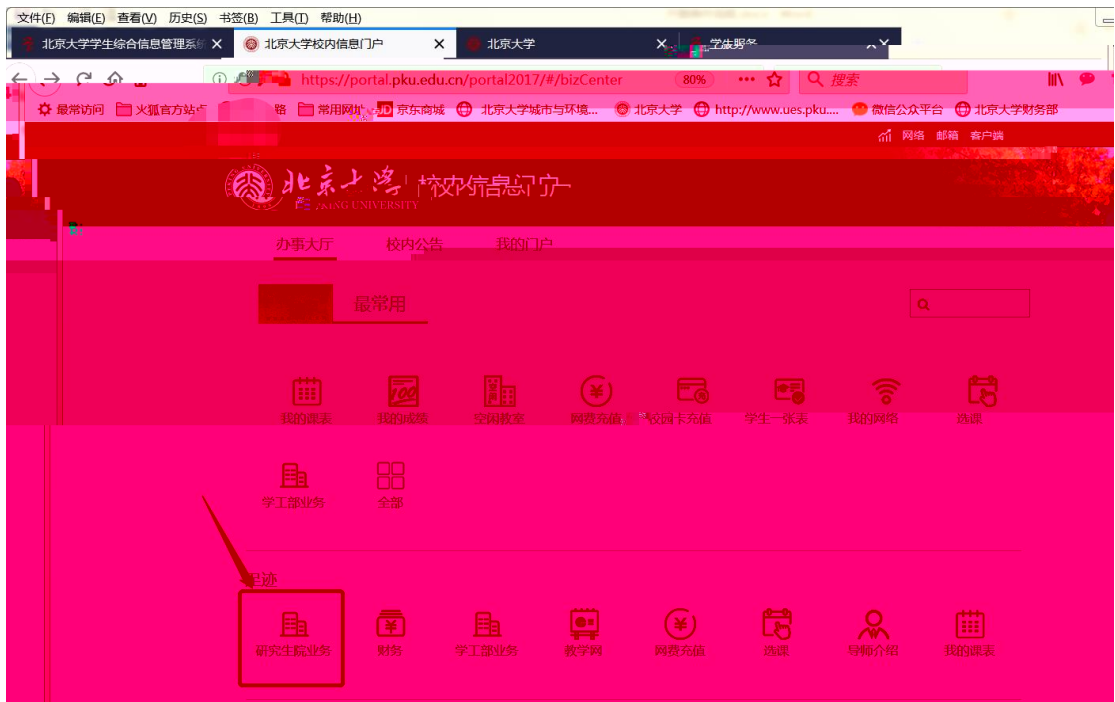 文件(F) 编辑(E) 查看(V) 历史(S) 书签(B) 工具(T) 帮助(H)
北京大学学生综合信息管理系统 北京大学校内信息门户 北京大学
https://portal.pku.edu.cn/portal2017/#/bizCenter 80% 搜索
最常访问 火狐官方站点 常用网址 JD 京东商城 北京大学城市与环境... 北京大学 http://www.ues.pku.... 微信公众平台 北京大学财务部
网络 邮箱 客户端
北京大学 校内信息门户
PEKING UNIVERSITY
办事大厅 校内公告 我的门户
最常用
我的课表 我的成绩 空闲教室 网费充值 校园卡充值 学生一张表 我的网络 选课
学工部业务 全部
足迹
研究生院业务 财务 学工部业务 教学网 网费充值 选课 导师介绍 我的课表